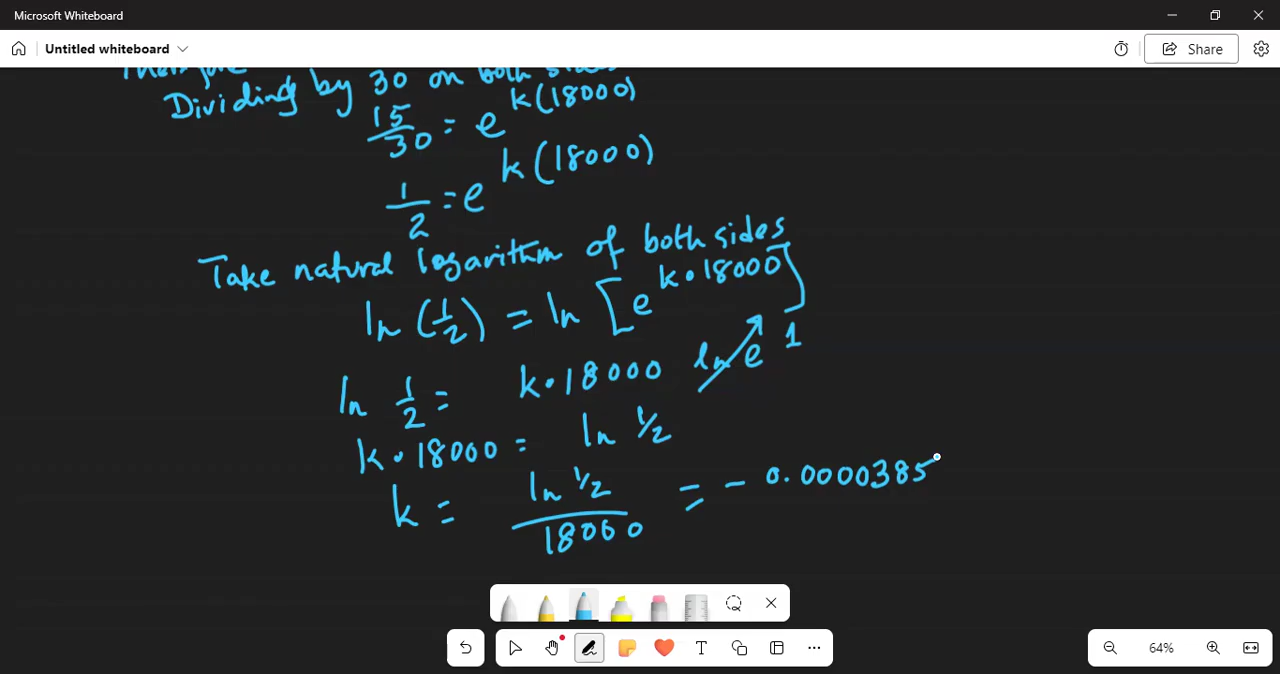 Microsoft Whiteboard
Untitled whiteboard
Share
Therefore
Dividing by 30 on both sides
15/30 = e^k(18000)
1/2 = e^k(18000)
Take natural logarithm of both sides
ln (1/2) = ln [e^k•18000]
ln 1/2 = k•18000 ln e 1
k•18000 = ln 1/2
k = ln 1/2 / 18000 = - 0.0000385
64%